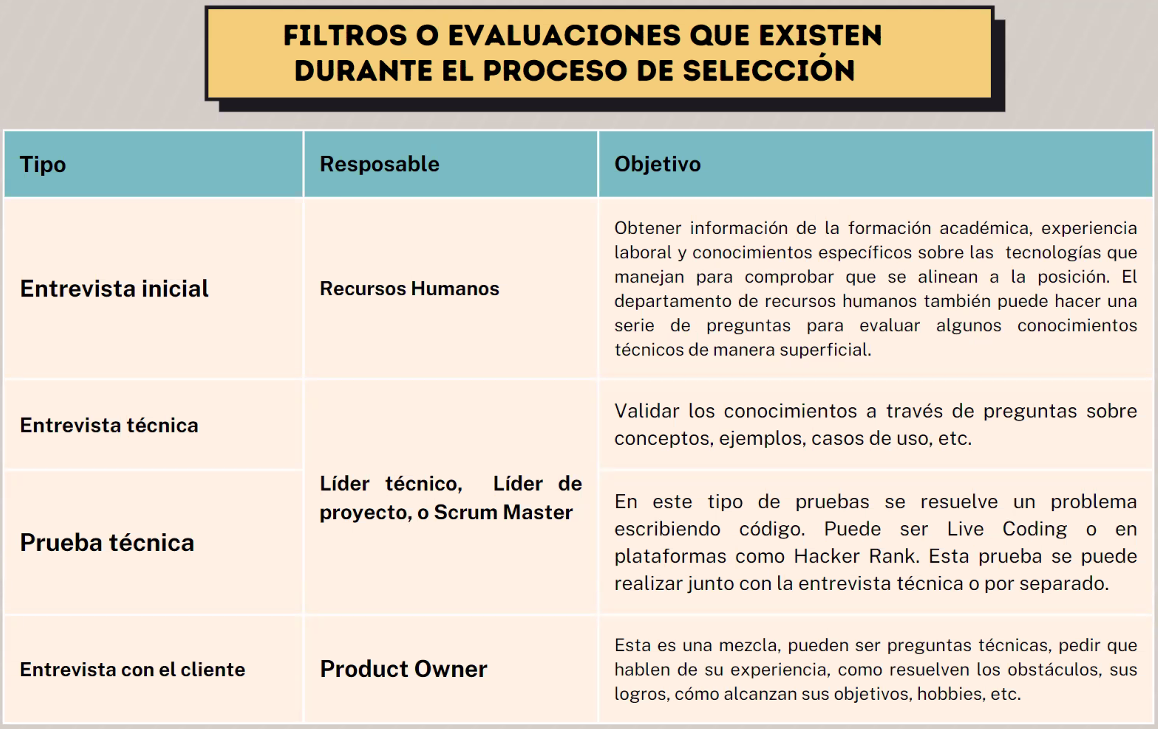 FILTROS O EVALUACIONES QUE EXISTEN
DURANTE EL PROCESO DE SELECCIÓN
Tipo
Resposable
Objetivo
Entrevista inicial
Recursos Humanos
Obtener información de la formación académica, experiencia
laboral y conocimientos específicos sobre las tecnologías que
manejan para comprobar que se alinean a la posición. El
departamento de recursos humanos también puede hacer una
serie de preguntas para evaluar algunos conocimientos
técnicos de manera superficial.
Entrevista técnica
Líder técnico, Líder de
proyecto, o Scrum Master
Validar los conocimientos a través de preguntas sobre
conceptos, ejemplos, casos de uso, etc.
Prueba técnica
En este tipo de pruebas se resuelve un problema
escribiendo código. Puede ser Live Coding o en
plataformas como Hacker Rank. Esta prueba se puede
realizar junto con la entrevista técnica o por separado.
Entrevista con el cliente
Product Owner
Esta es una mezcla, pueden ser preguntas técnicas, pedir que
hablen de su experiencia, como resuelven los obstáculos, sus
logros, cómo alcanzan sus objetivos, hobbies, etc.